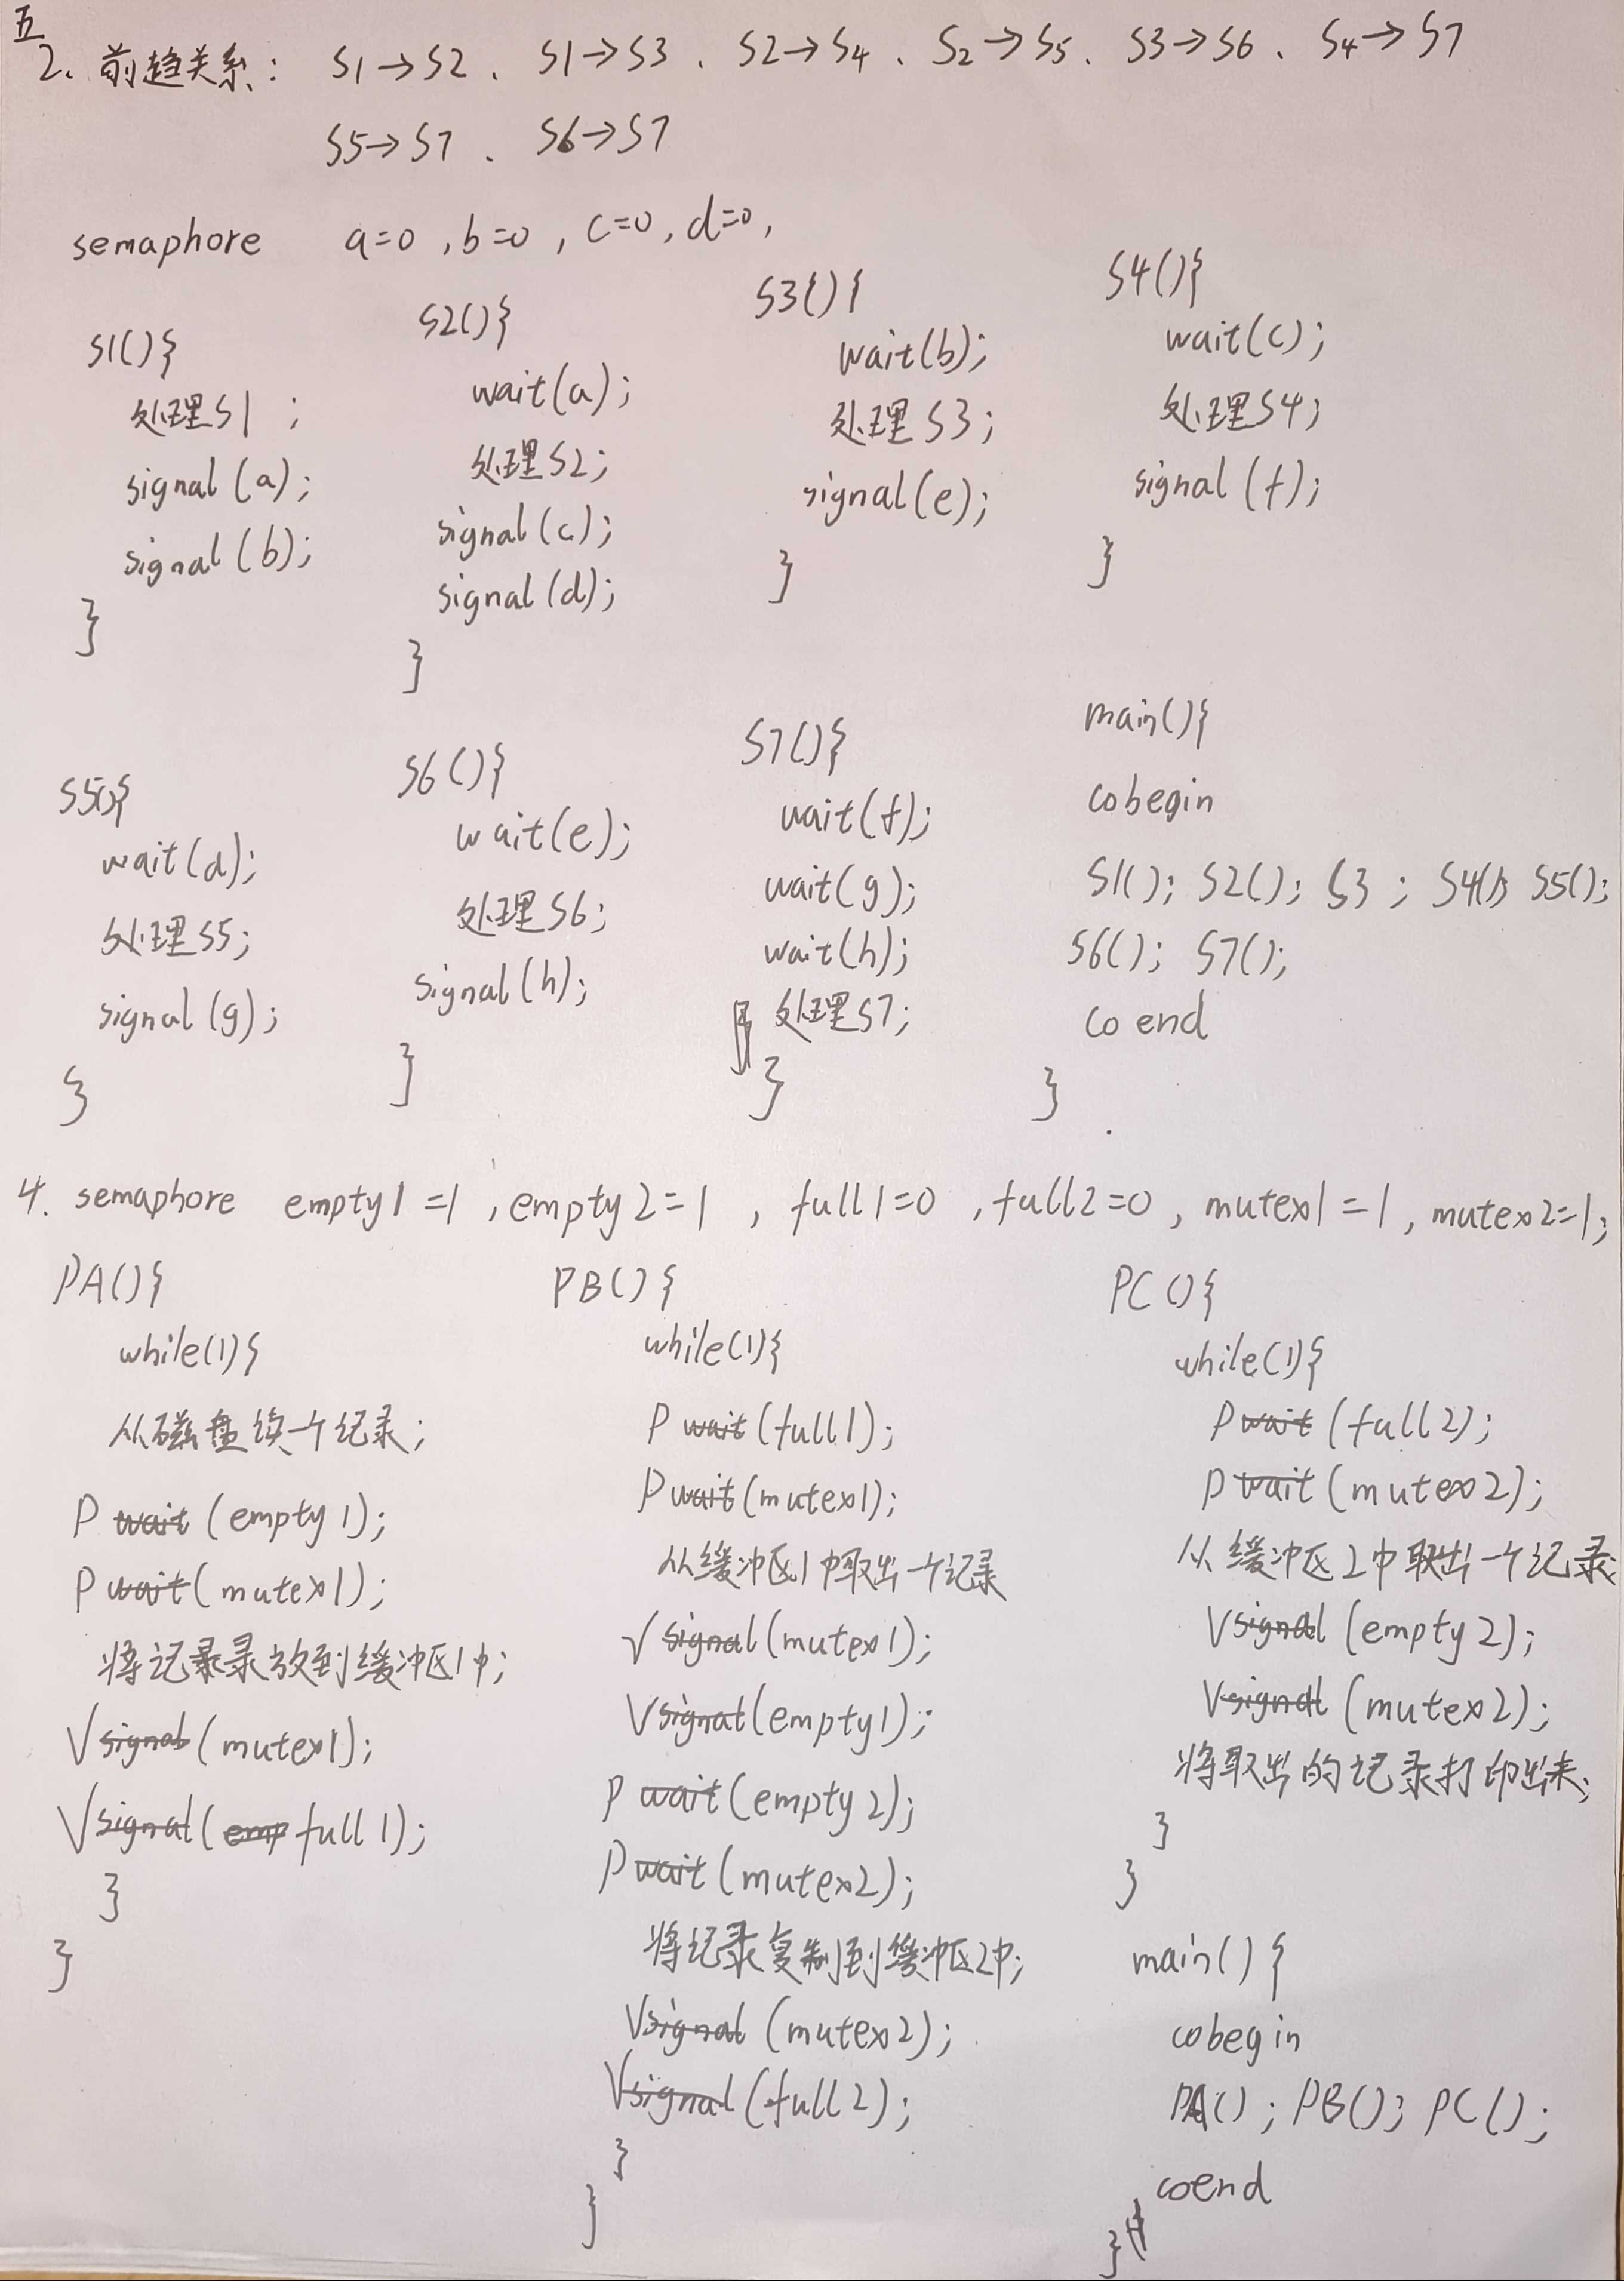 五
2. 前趋关系: S1→S2、S1→S3、S2→S4、S2→S5、S3→S6、S4→S7
S5→S7、S6→S7
semaphore a=0, b=0, c=0, d=0,
S1(){
处理S1;
signal(a);
signal(b);
}
S2(){
wait(a);
处理S2;
signal(c);
signal(d);
}
S3(){
wait(b);
处理S3;
signal(e);
}
S4(){
wait(c);
处理S4;
signal(f);
}
S5(){
wait(d);
处理S5;
signal(g);
}
S6(){
wait(e);
处理S6;
signal(h);
}
S7(){
wait(f);
wait(g);
wait(h);
处理S7;
}
main(){
cobegin
S1(); S2(); S3 ; S4(); S5();
S6(); S7();
coend
}
4. semaphore empty1=1, empty2=1, full1=0, full2=0, mutex1=1, mutex2=1;
PA(){
while(1){
从磁盘读一个记录;
P wait(empty1);
P wait(mutex1);
将记录录放到缓冲区1中;
V signal(mutex1);
V signal(emp full1);
}
}
PB(){
while(1){
P wait(full1);
P wait(mutex1);
从缓冲区1中取出一个记录
V signal(mutex1);
V signal(empty1);
P wait(empty2);
P wait(mutex2);
将记录复制到缓冲区2中;
V signal(mutex2);
V signal(full2);
}
}
PC(){
while(1){
P wait(full2);
P wait(mutex2);
从缓冲区2中取出一个记录;
V signal(empty2);
V signal(mutex2);
将取出的记录打印出来;
}
}
main(){
cobegin
PA(); PB(); PC();
coend
}